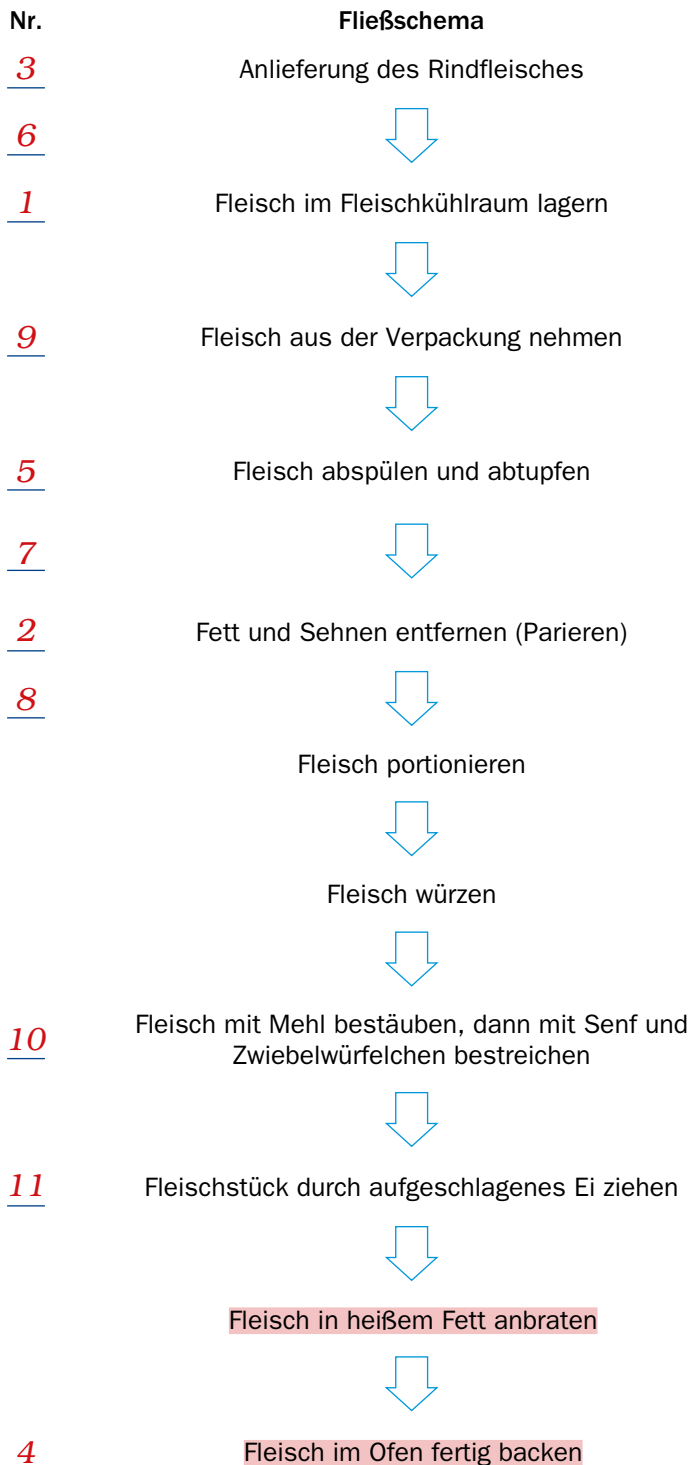 Nr. Fließschema
3 Anlieferung des Rindfleisches
6
1 Fleisch im Fleischkühlraum lagern
9 Fleisch aus der Verpackung nehmen
5 Fleisch abspülen und abtupfen
7
2 Fett und Sehnen entfernen (Parieren)
8
Fleisch portionieren
Fleisch würzen
10 Fleisch mit Mehl bestäuben, dann mit Senf und
Zwiebelwürfelchen bestreichen
11 Fleischstück durch aufgeschlagenes Ei ziehen
Fleisch in heißem Fett anbraten
4 Fleisch im Ofen fertig backen